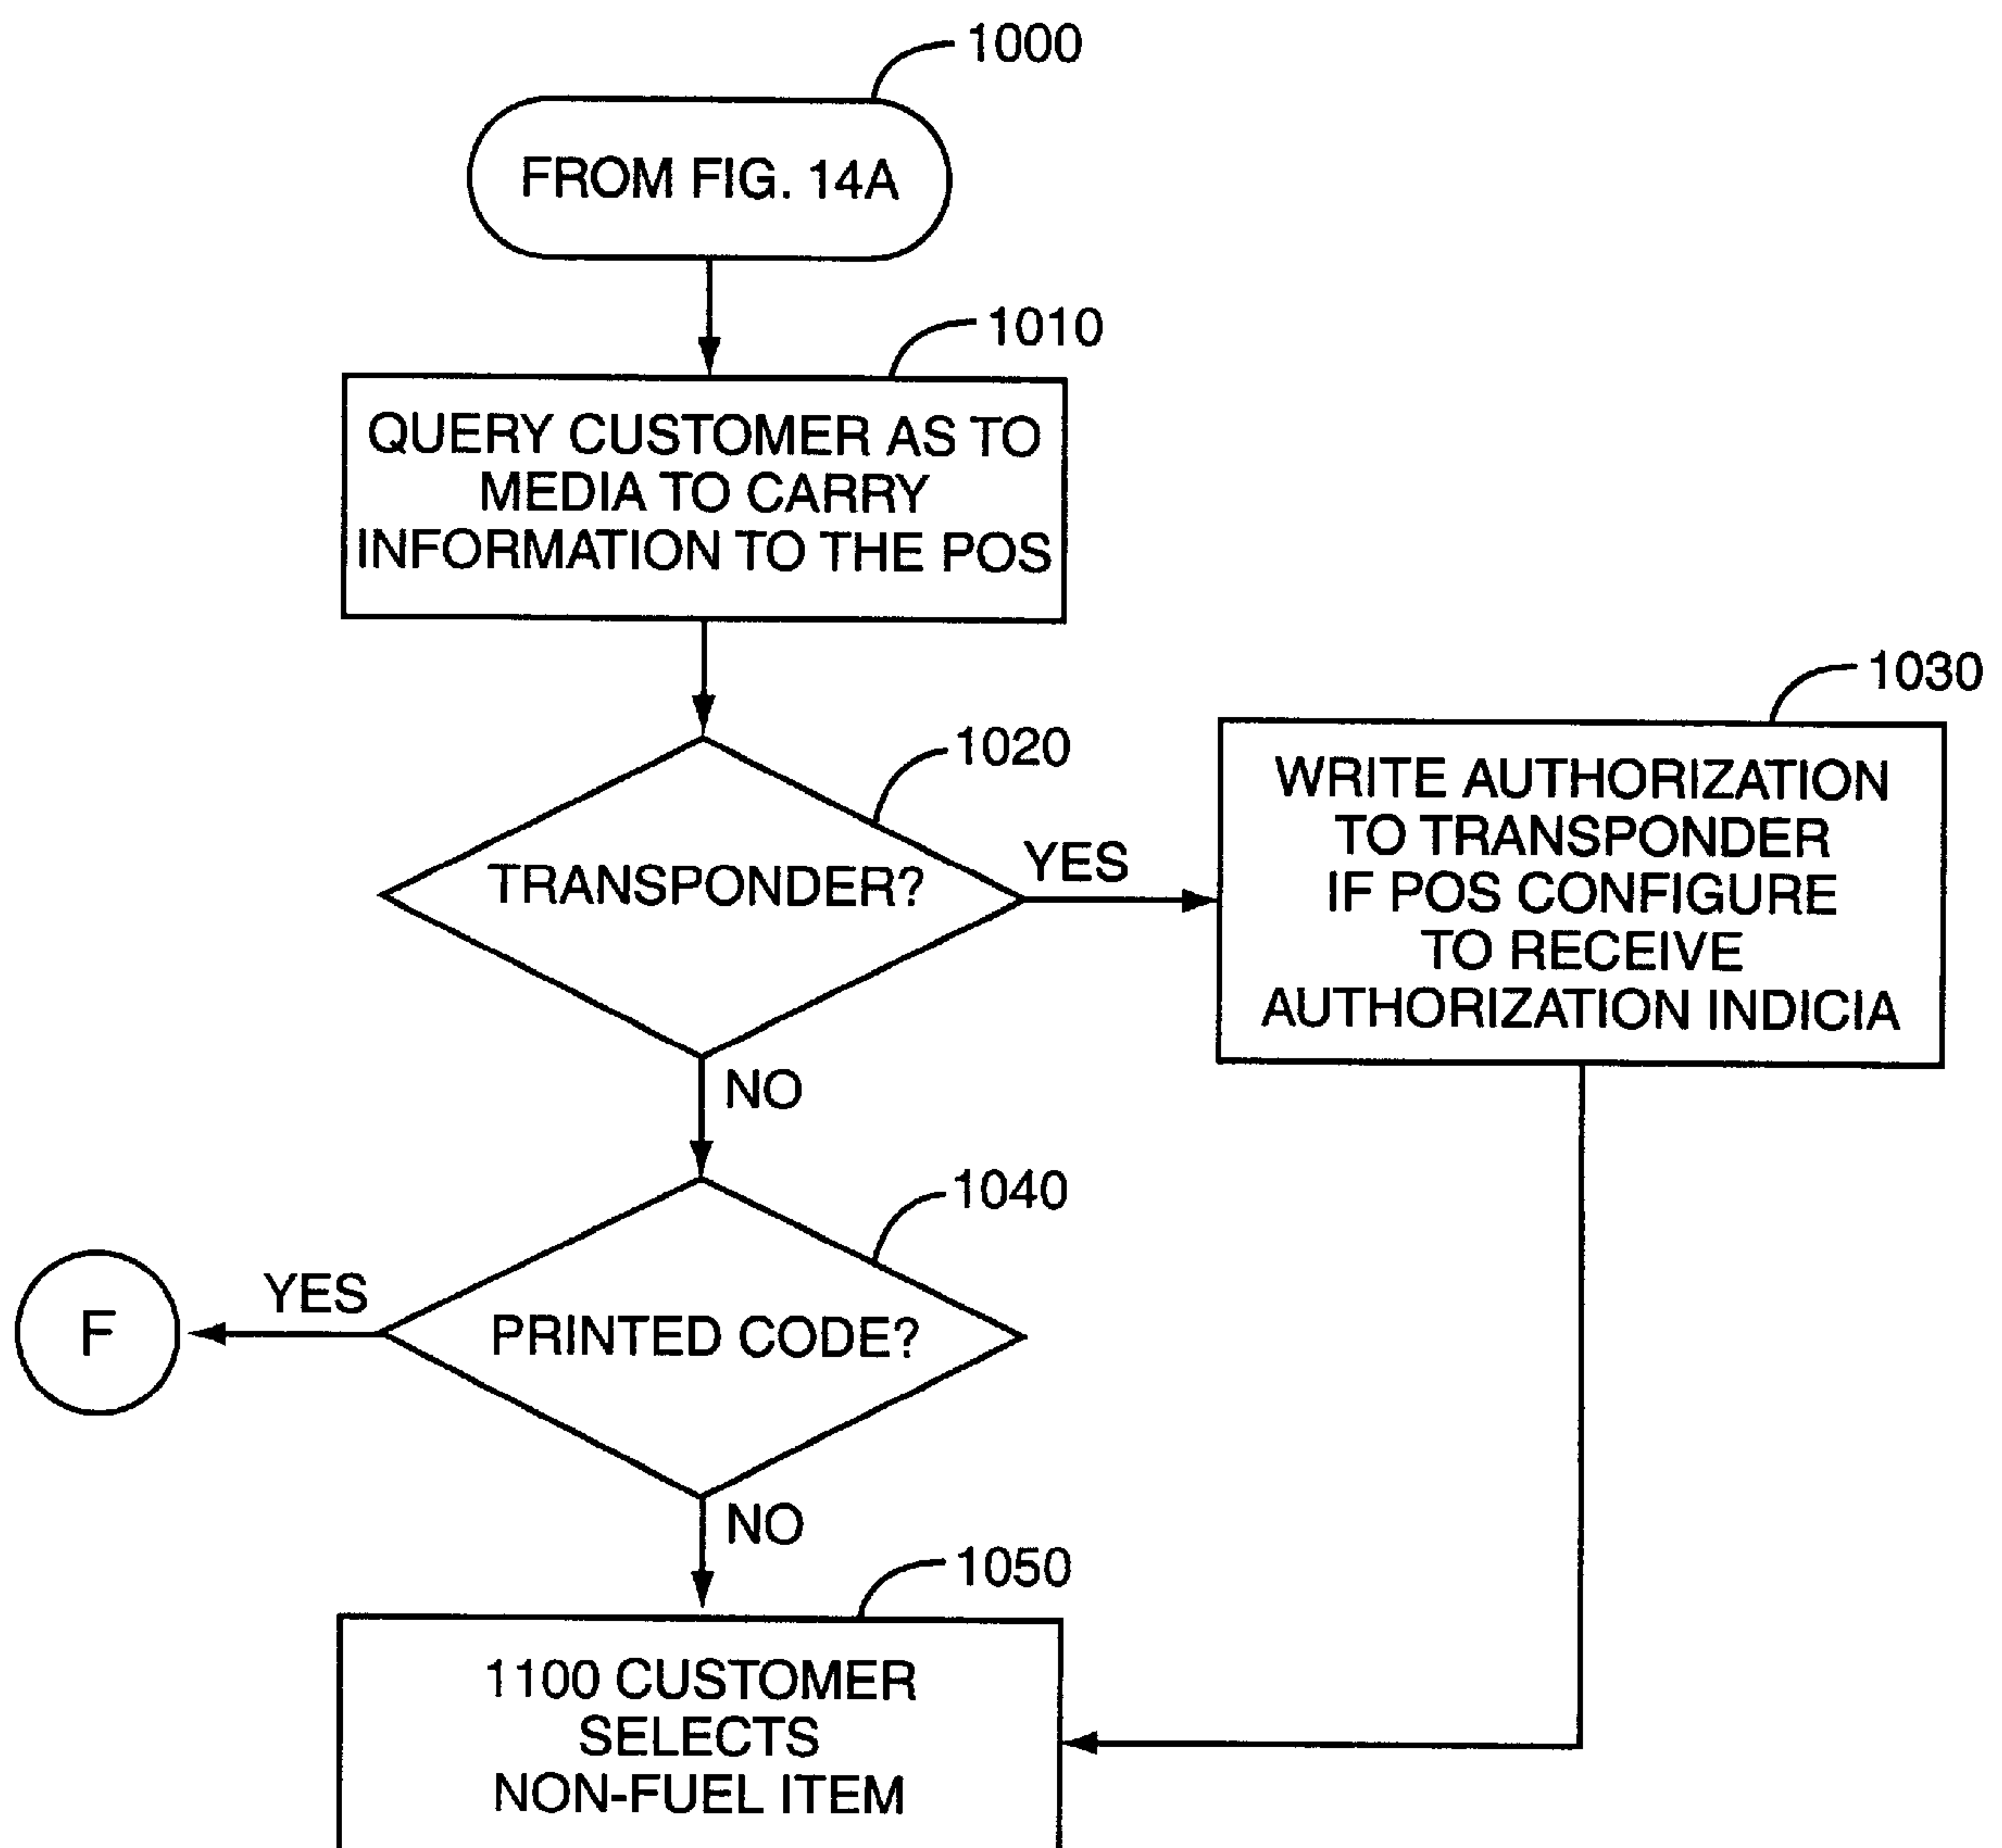 1000
FROM FIG. 14A
1010
QUERY CUSTOMER AS TO
MEDIA TO CARRY
INFORMATION TO THE POS
1020
TRANSPONDER?
YES
1030
WRITE AUTHORIZATION
TO TRANSPONDER
IF POS CONFIGURE
TO RECEIVE
AUTHORIZATION INDICIA
NO
1040
PRINTED CODE?
YES
F
NO
1050
1100 CUSTOMER
SELECTS
NON-FUEL ITEM